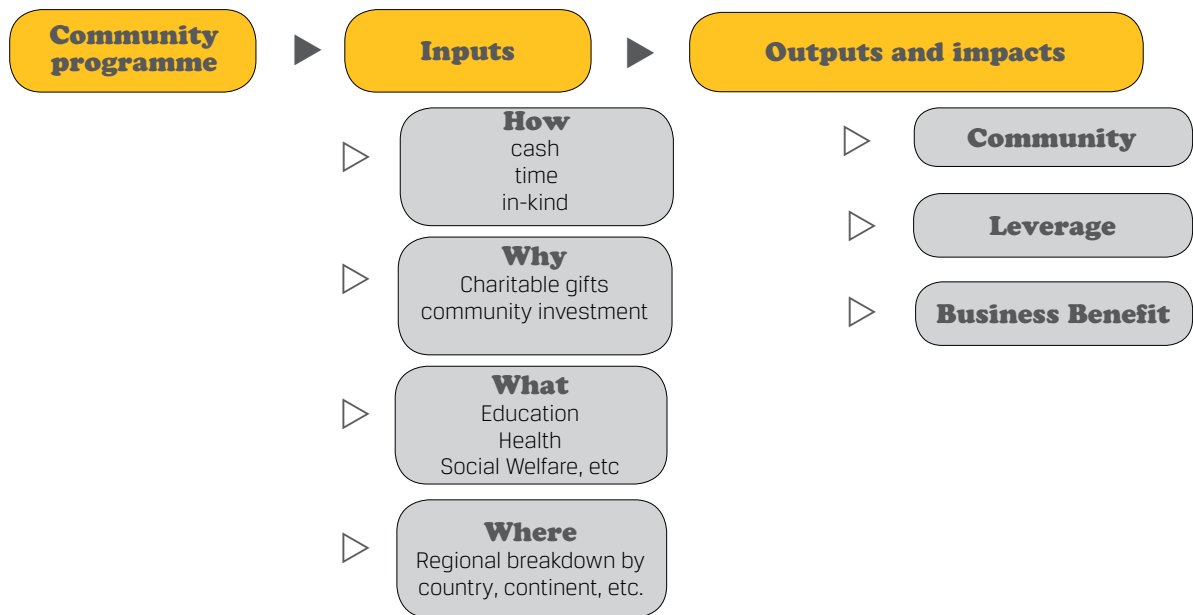 Community
programme
Inputs
Outputs and impacts
How
cash
time
in-kind
Why
Charitable gifts
community investment
What
Education
Health
Social Welfare, etc
Where
Regional breakdown by
country, continent, etc.
Community
Leverage
Business Benefit